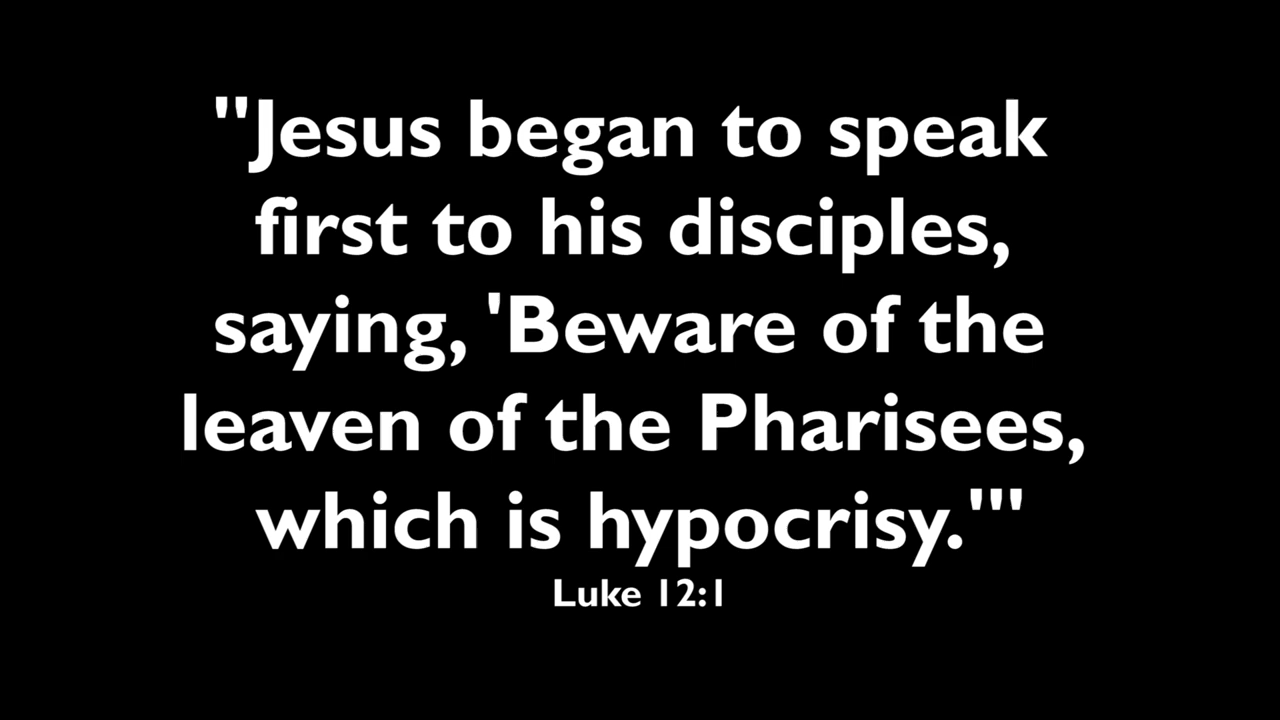 "Jesus began to speak
first to his disciples,
saying, 'Beware of the
leaven of the Pharisees,
which is hypocrisy.'"
Luke 12:1